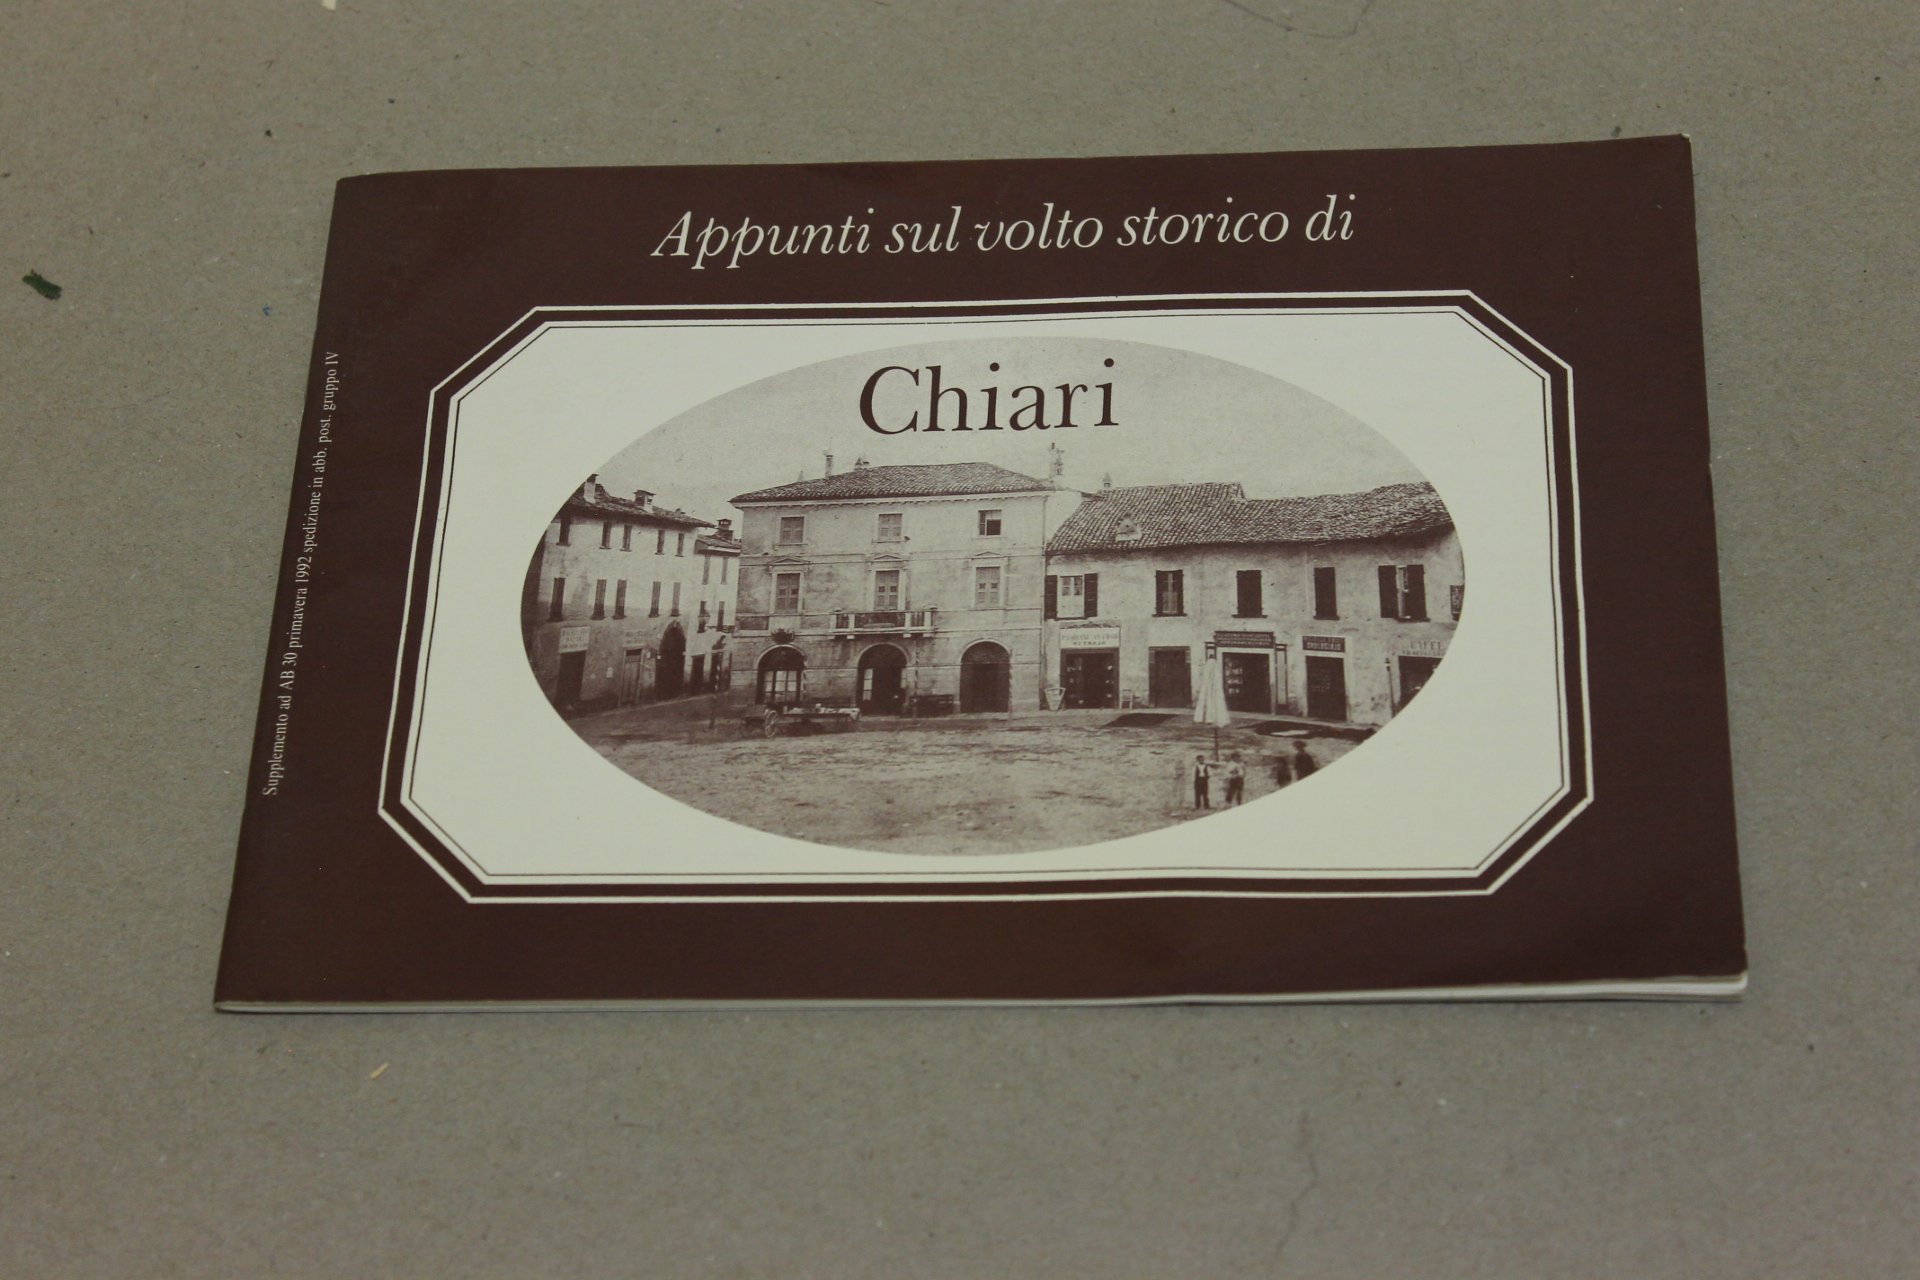 Appunti sul volto storico di
Chiari
Supplemento ad AB 30 primavera 1992 spedizione in abb. post. gruppo IV